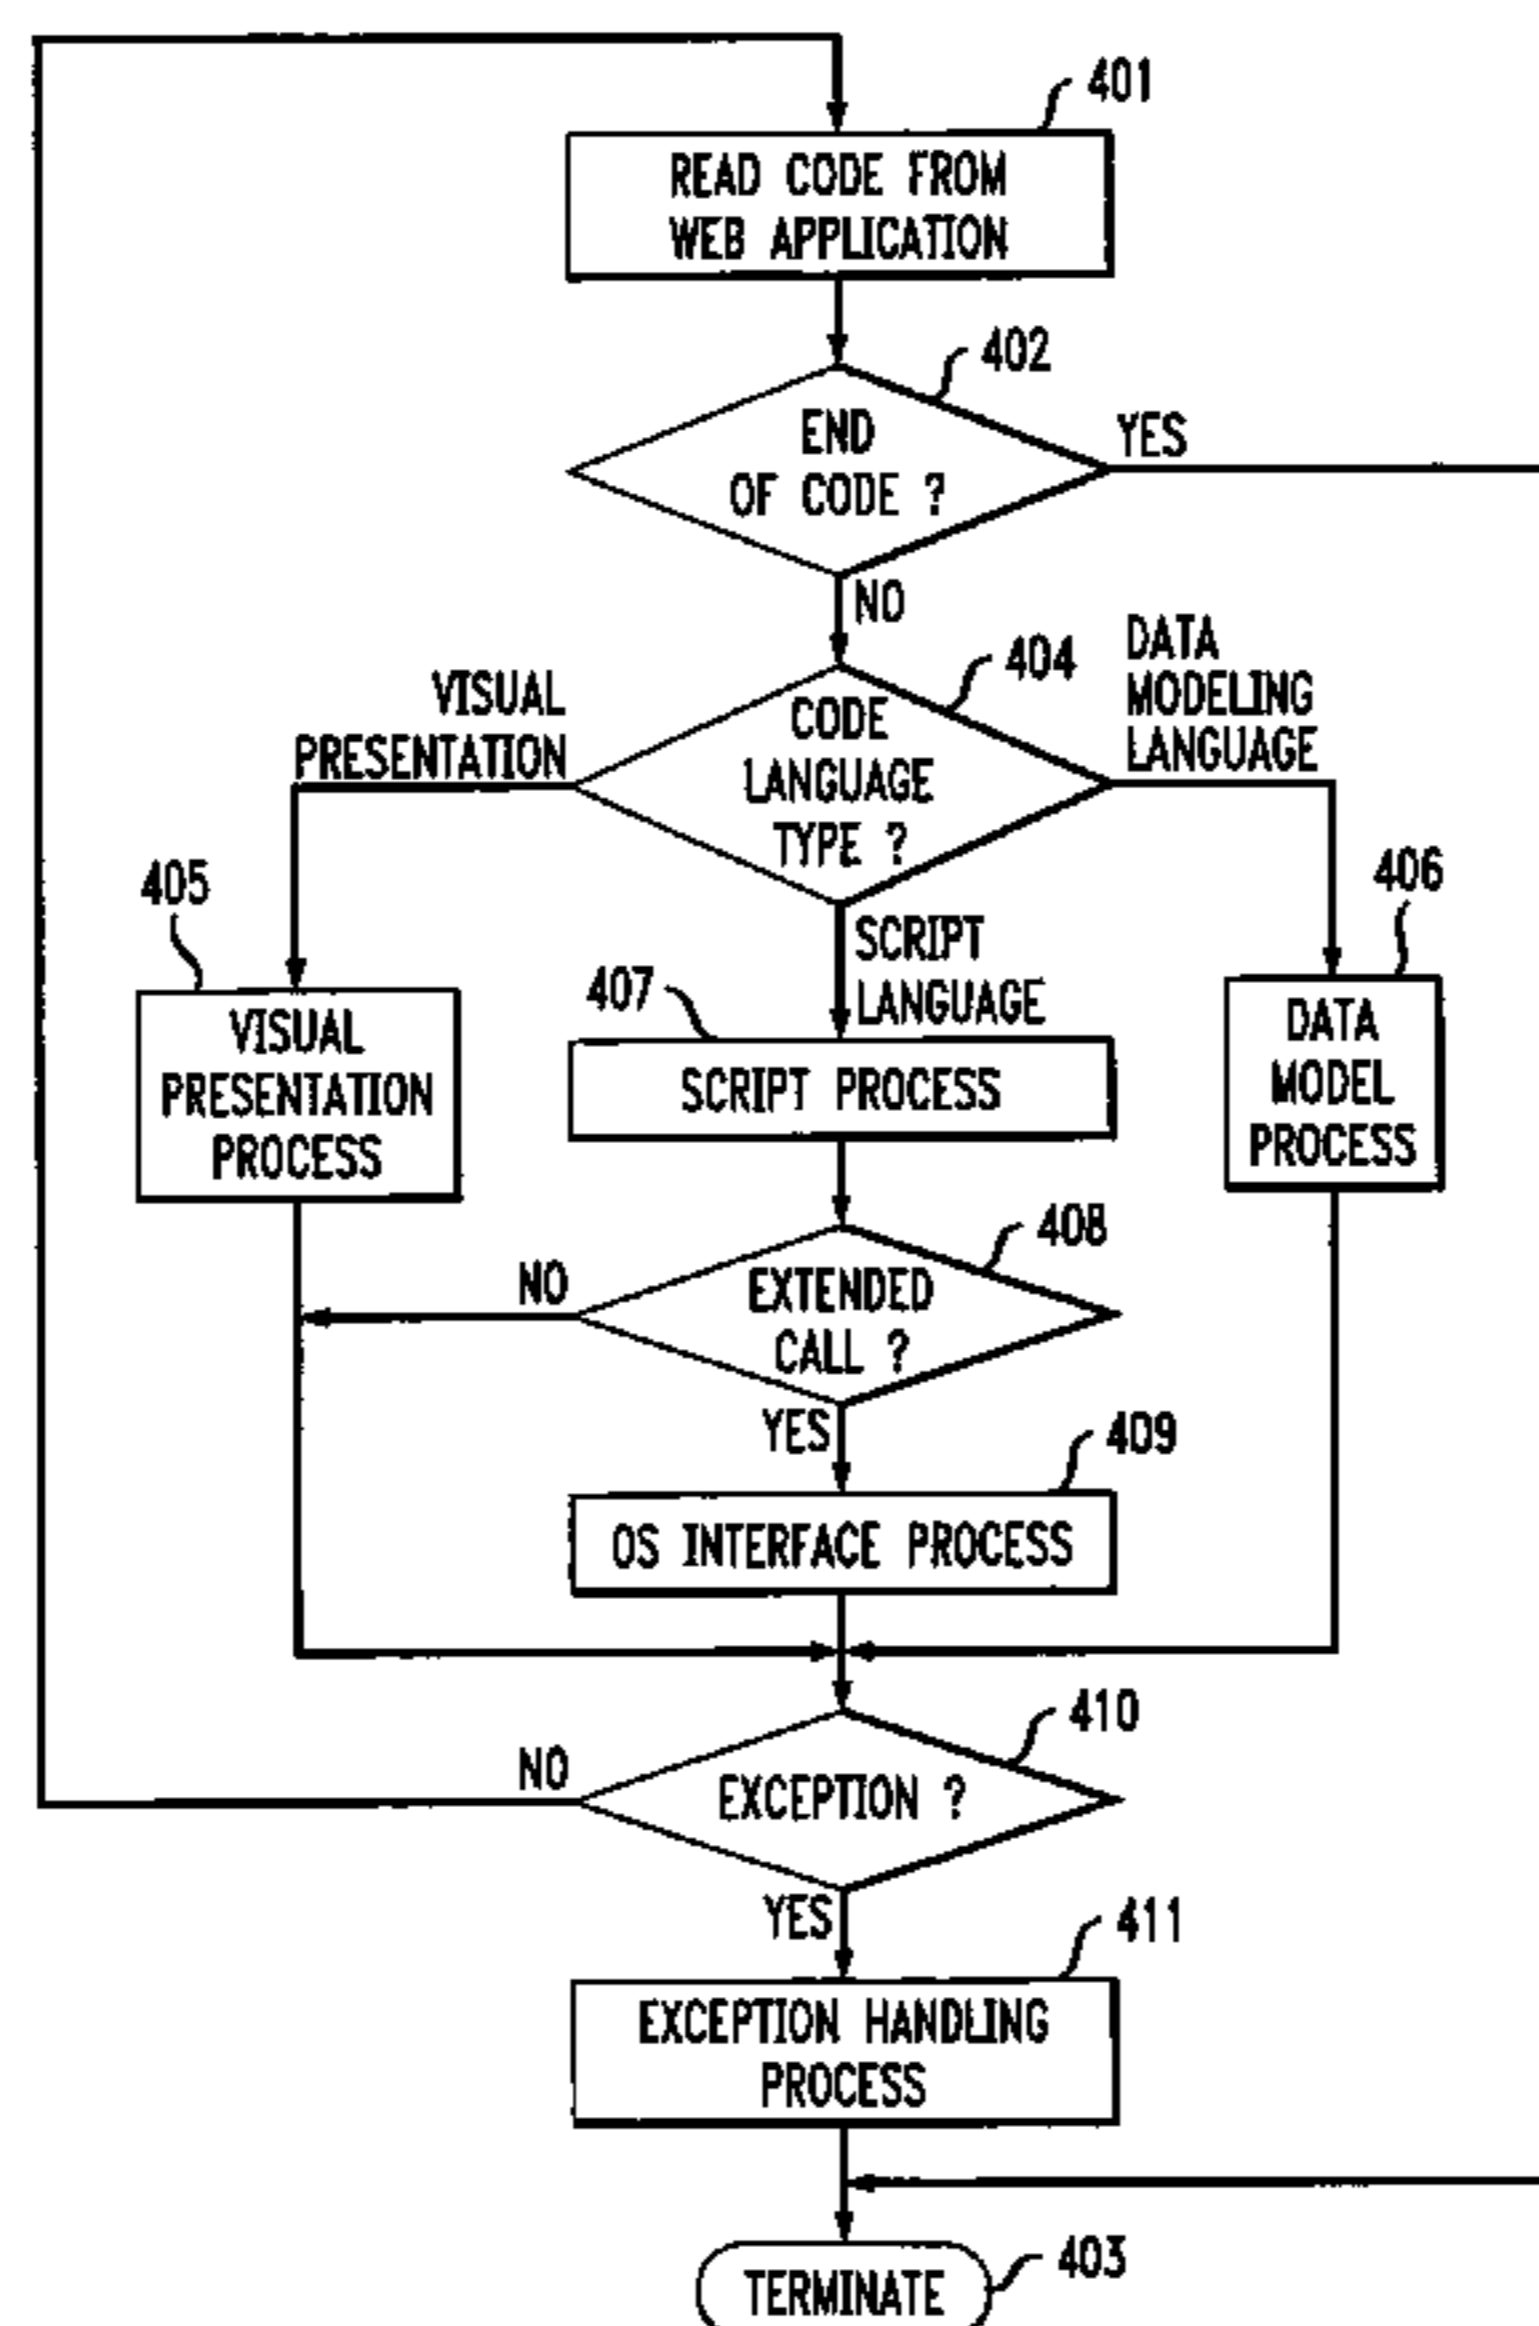 401
READ CODE FROM
WEB APPLICATION
402
END
OF CODE ?
YES
NO
404
DATA
MODELING
LANGUAGE
VISUAL
PRESENTATION
CODE
LANGUAGE
TYPE ?
405
406
SCRIPT
LANGUAGE
407
VISUAL
PRESENTATION
PROCESS
SCRIPT PROCESS
DATA
MODEL
PROCESS
408
NO
EXTENDED
CALL ?
YES
409
OS INTERFACE PROCESS
410
NO
EXCEPTION ?
YES
411
EXCEPTION HANDLING
PROCESS
403
TERMINATE